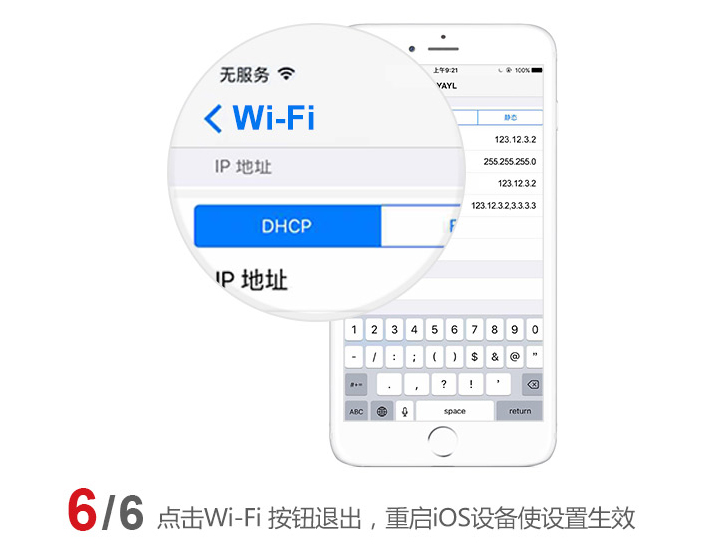 无服务
Wi-Fi
IP 地址
DHCP
IP 地址
上午9:21
100%
YAYL
静态
123.12.3.2
255.255.255.0
123.12.3.2
123.12.3.2,3.3.3.3
1 2 3 4 5 6 7 8 9 0
- / : ; ( ) $ & @ ”
#+= . , ? ! ’
ABC space return
6/6 点击Wi-Fi 按钮退出，重启iOS设备使设置生效